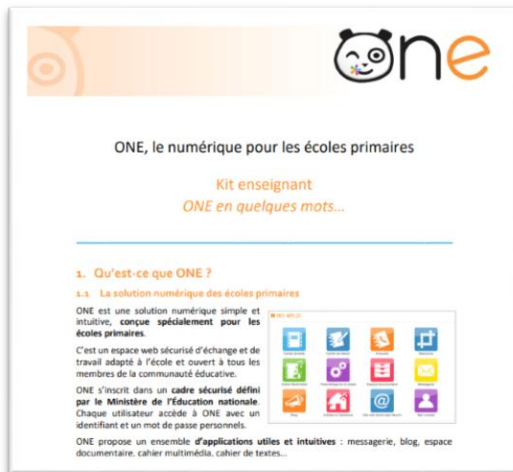 One
ONE, le numérique pour les écoles primaires
Kit enseignant
ONE en quelques mots...
1. Qu'est-ce que ONE ?
1.1 La solution numérique des écoles primaires
ONE est une solution numérique simple et
intuitive, conçue spécialement pour les
écoles primaires.
C'est un espace web sécurisé d'échange et de
travail adapté à l'école et ouvert à tous les
membres de la communauté éducative.
ONE s'inscrit dans un cadre sécurisé défini
par le Ministère de l'Éducation nationale.
Chaque utilisateur accède à ONE avec un
identifiant et un mot de passe personnels.
ONE propose un ensemble d'applications utiles et intuitives : messagerie, blog, espace
documentaire, cahier multimédia, cahier de textes...